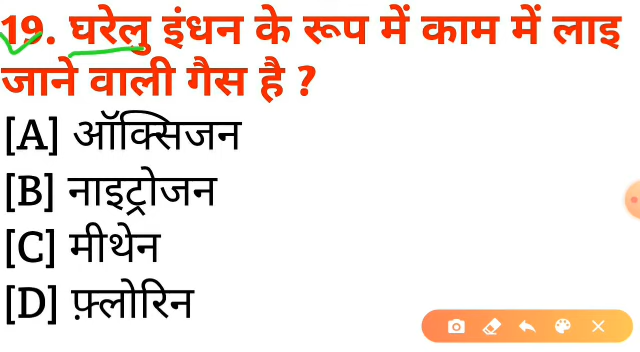 19. घरेलु इंधन के रूप में काम में लाइ
जाने वाली गैस है ?
[A] ऑक्सिजन
[B] नाइट्रोजन
[C] मीथेन
[D] फ़्लोरिन